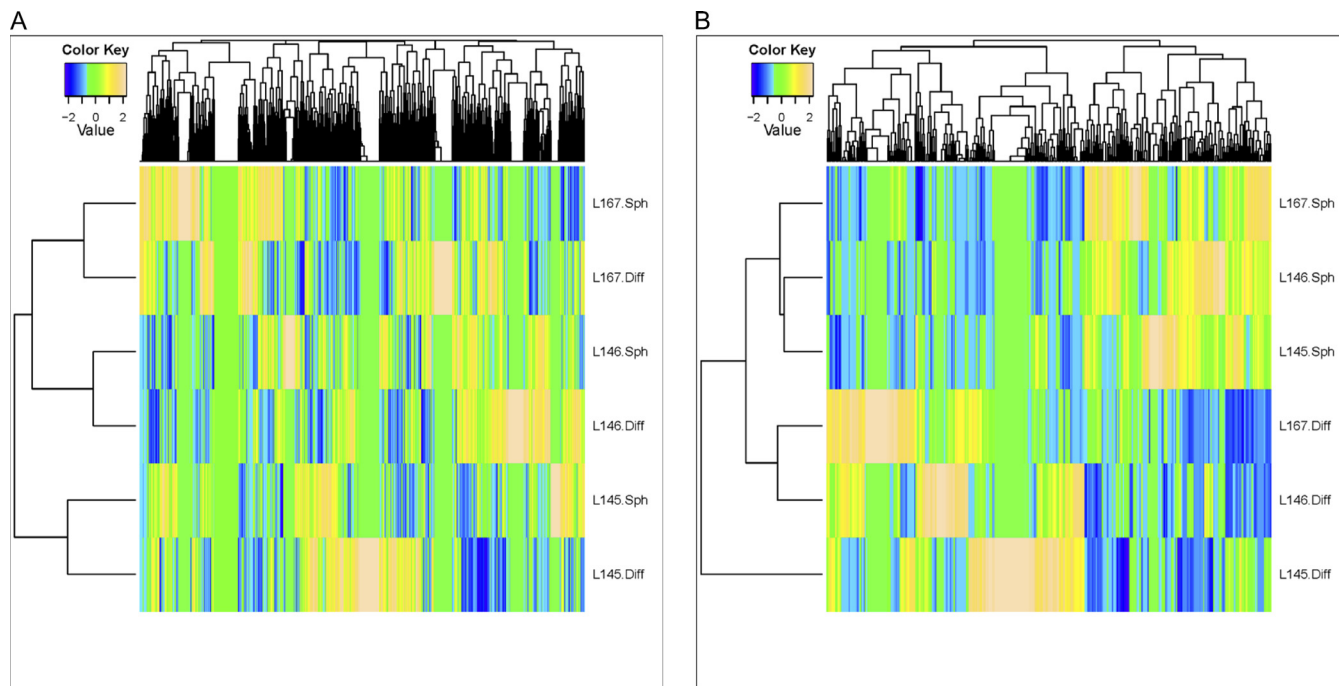 A
Color Key
−2 0 2
Value
L167.Sph
L167.Diff
L146.Sph
L146.Diff
L145.Sph
L145.Diff
B
Color Key
−2 0 2
Value
L167.Sph
L146.Sph
L145.Sph
L167.Diff
L146.Diff
L145.Diff